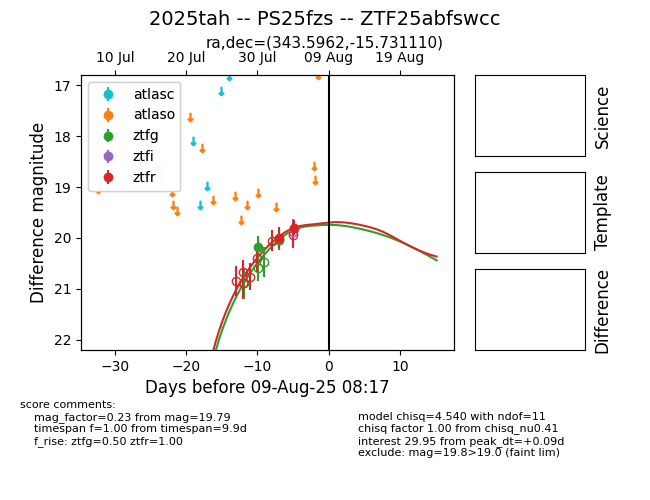 2025tah -- PS25fzs -- ZTF25abfswcc
ra,dec=(343.5962,-15.731110)
10 Jul 20 Jul 30 Jul 09 Aug 19 Aug
17
18
19
20
21
22
Difference magnitude
atlasc
atlaso
ztfg
ztfi
ztfr
−30 −20 −10 0 10
Days before 09-Aug-25 08:17
Science
Template
Difference
score comments:
mag_factor=0.23 from mag=19.79
timespan f=1.00 from timespan=9.9d
f_rise: ztfg=0.50 ztfr=1.00
model chisq=4.540 with ndof=11
chisq factor 1.00 from chisq_nu0.41
interest 29.95 from peak_dt=+0.09d
exclude: mag=19.8>19.0 (faint lim)